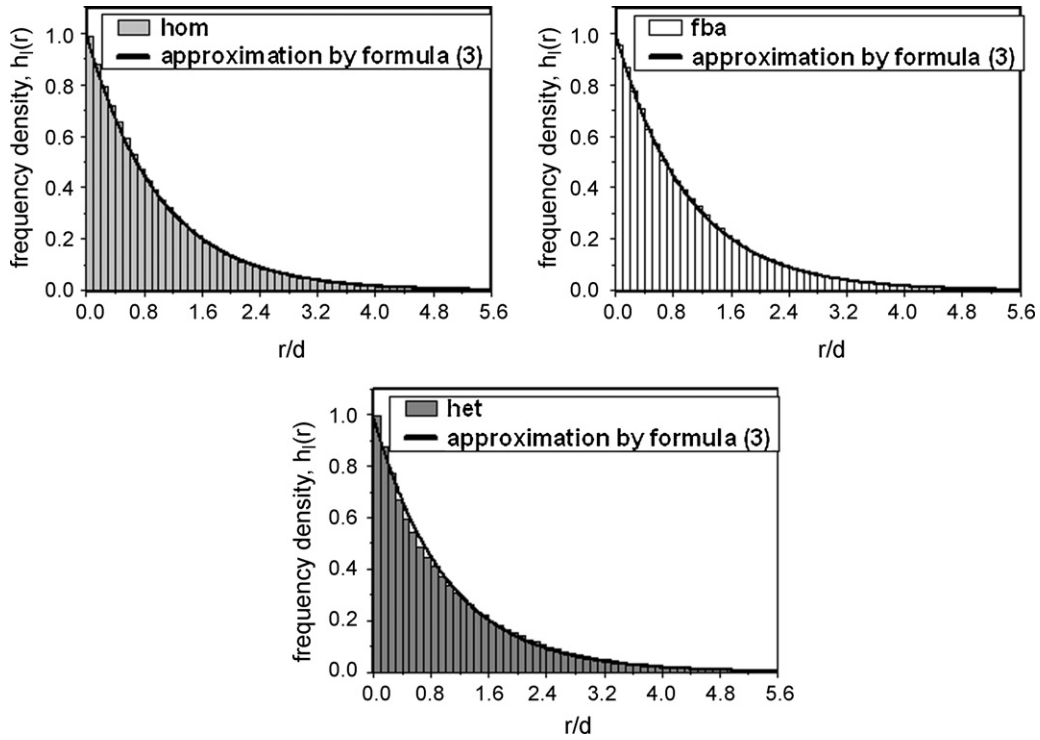 hom
approximation by formula (3)
frequency density, h_l(r)
1.0
0.8
0.6
0.4
0.2
0.0
0.0 0.8 1.6 2.4 3.2 4.0 4.8 5.6
r/d
fba
approximation by formula (3)
frequency density, h_l(r)
1.0
0.8
0.6
0.4
0.2
0.0
0.0 0.8 1.6 2.4 3.2 4.0 4.8 5.6
r/d
het
approximation by formula (3)
frequency density, h_l(r)
1.0
0.8
0.6
0.4
0.2
0.0
0.0 0.8 1.6 2.4 3.2 4.0 4.8 5.6
r/d